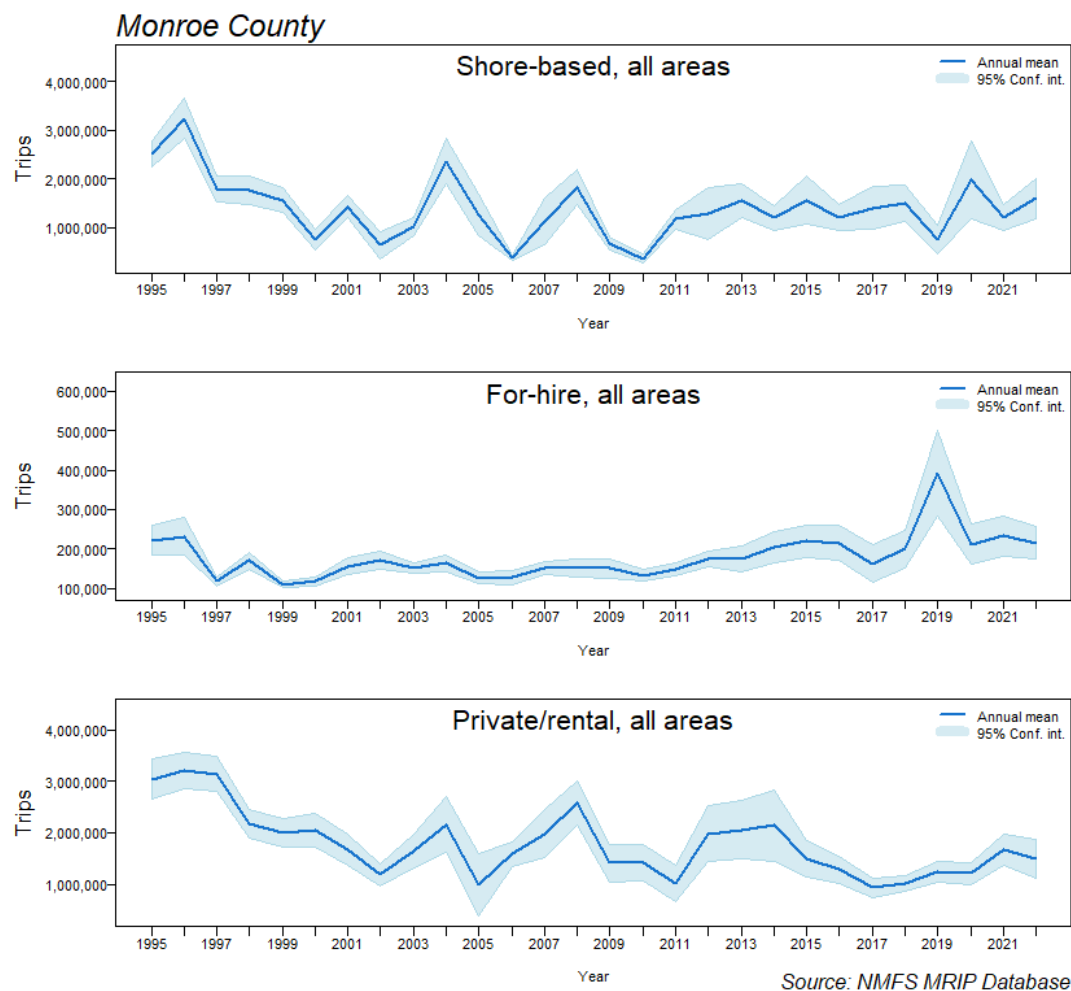 Monroe County
Shore-based, all areas
Annual mean
95% Conf. int.
4,000,000
3,000,000
2,000,000
1,000,000
Trips
1995 1997 1999 2001 2003 2005 2007 2009 2011 2013 2015 2017 2019 2021
Year
For-hire, all areas
Annual mean
95% Conf. int.
600,000
500,000
400,000
300,000
200,000
100,000
Trips
1995 1997 1999 2001 2003 2005 2007 2009 2011 2013 2015 2017 2019 2021
Year
Private/rental, all areas
Annual mean
95% Conf. int.
4,000,000
3,000,000
2,000,000
1,000,000
Trips
1995 1997 1999 2001 2003 2005 2007 2009 2011 2013 2015 2017 2019 2021
Year
Source: NMFS MRIP Database